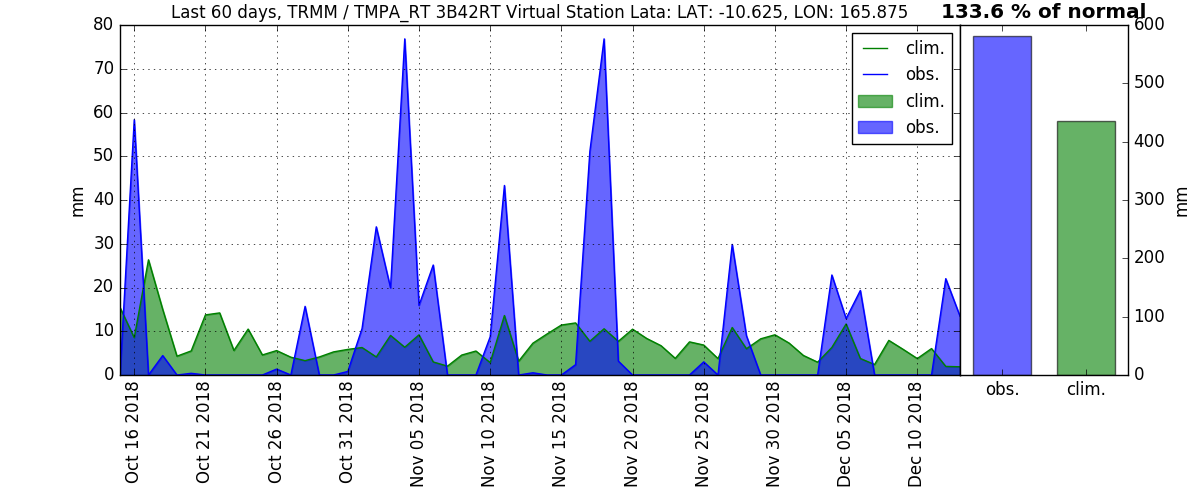 Last 60 days, TRMM / TMPA_RT 3B42RT Virtual Station Lata: LAT: -10.625, LON: 165.875
133.6 % of normal
80
70
60
50
40
30
20
10
0
mm
clim.
obs.
clim.
obs.
Oct 16 2018
Oct 21 2018
Oct 26 2018
Oct 31 2018
Nov 05 2018
Nov 10 2018
Nov 15 2018
Nov 20 2018
Nov 25 2018
Nov 30 2018
Dec 05 2018
Dec 10 2018
600
500
400
300
200
100
0
mm
obs.
clim.